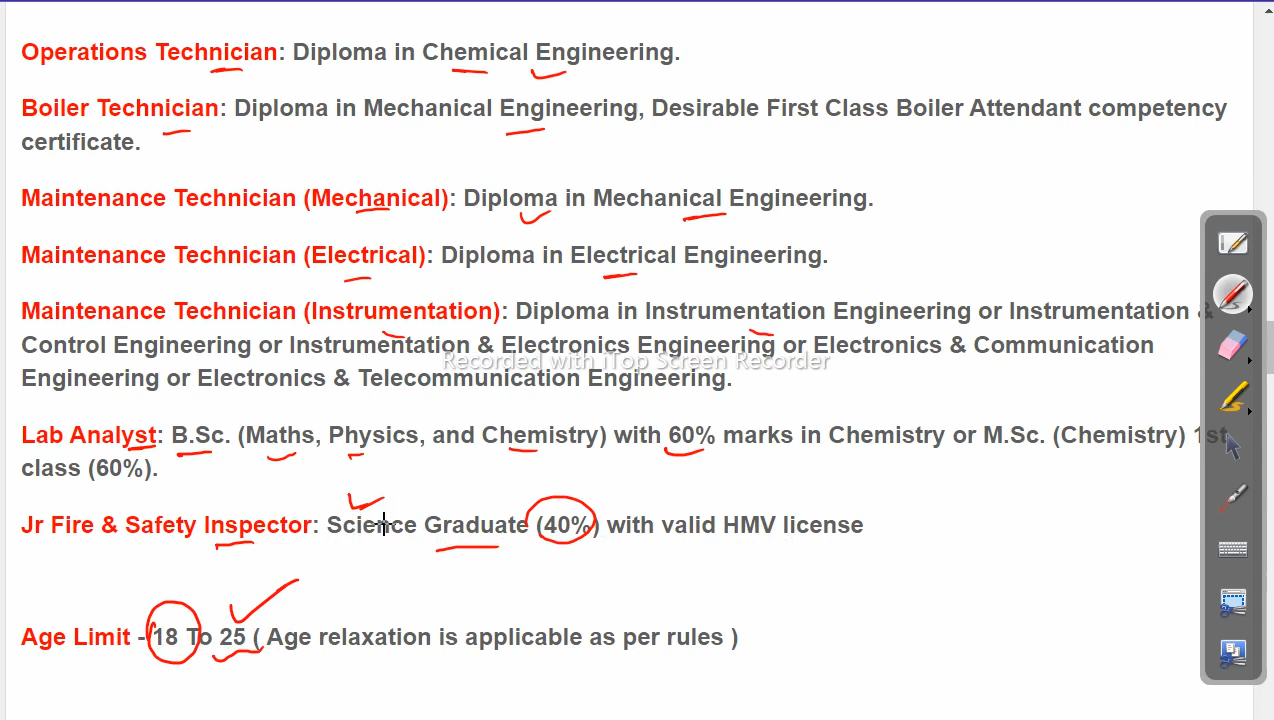 Operations Technician: Diploma in Chemical Engineering.
Boiler Technician: Diploma in Mechanical Engineering, Desirable First Class Boiler Attendant competency
certificate.
Maintenance Technician (Mechanical): Diploma in Mechanical Engineering.
Maintenance Technician (Electrical): Diploma in Electrical Engineering.
Maintenance Technician (Instrumentation): Diploma in Instrumentation Engineering or Instrumentation &
Control Engineering or Instrumentation & Electronics Engineering or Electronics & Communication
Recorded with iTop Screen Recorder
Engineering or Electronics & Telecommunication Engineering.
Lab Analyst: B.Sc. (Maths, Physics, and Chemistry) with 60% marks in Chemistry or M.Sc. (Chemistry) 1st
class (60%).
Jr Fire & Safety Inspector: Science Graduate (40%) with valid HMV license
Age Limit - 18 To 25 ( Age relaxation is applicable as per rules )